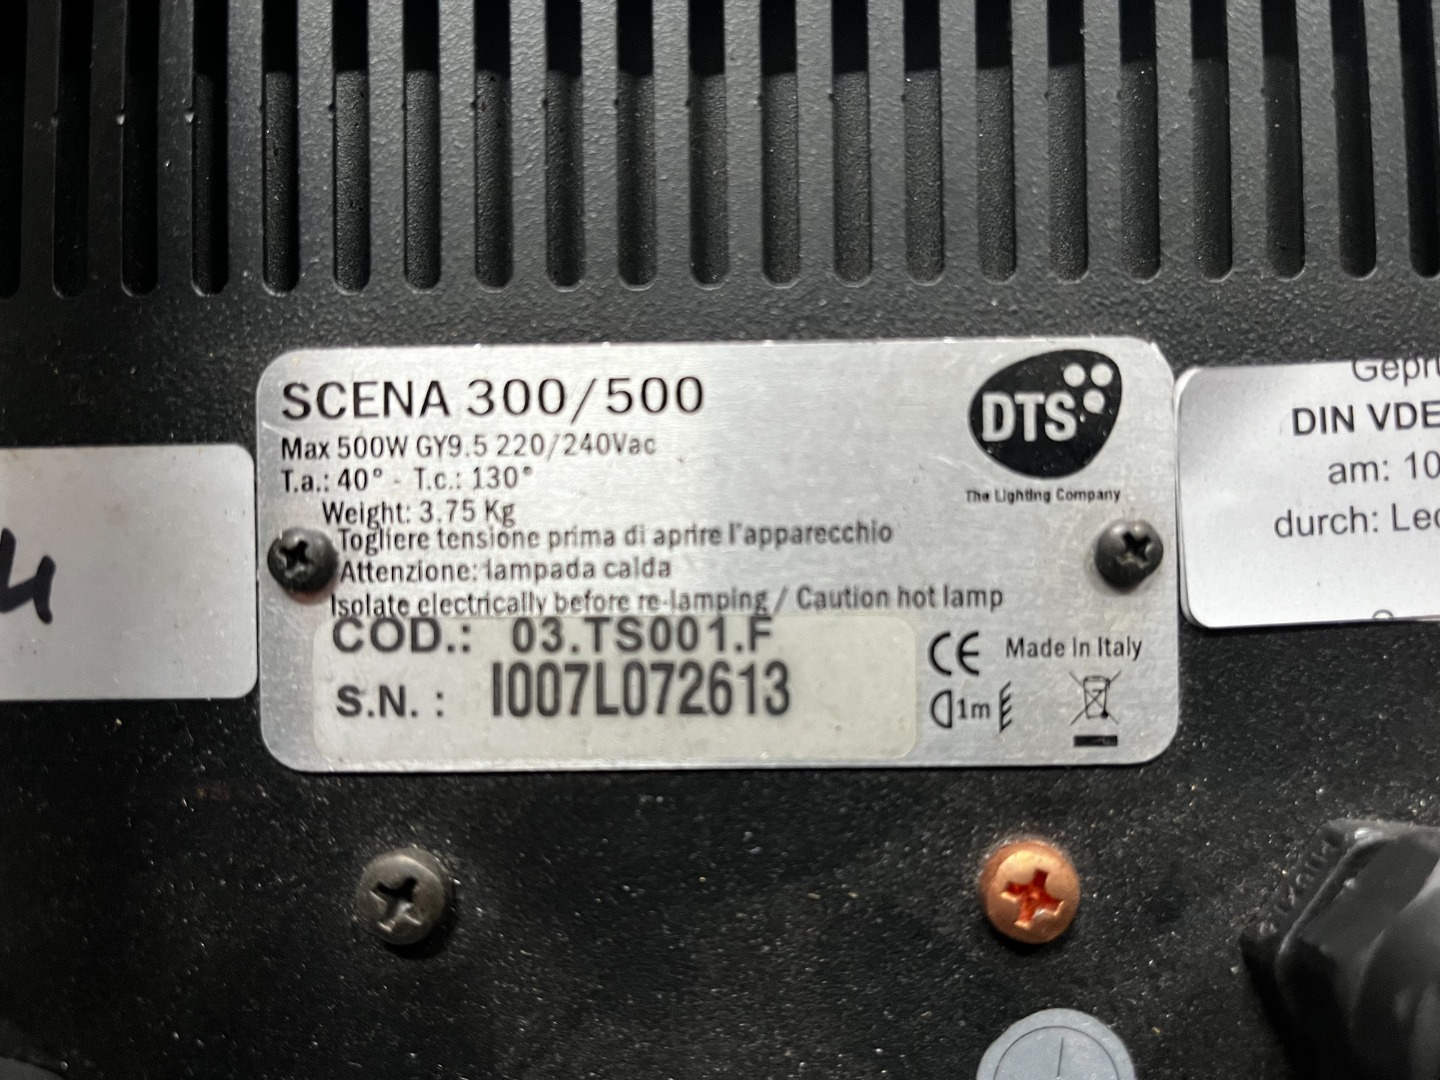 SCENA 300/500
Max 500W GY9.5 220/240Vac
T.a.: 40° - T.c.: 130°
Weight: 3.75 Kg
Togliere tensione prima di aprire l'apparecchio
Attenzione: lampada calda
Isolate electrically before re-lamping / Caution hot lamp
COD.: 03.TS001.F
S.N. : I007L072613
DTS
The Lighting Company
CE Made in Italy
1m
DIN VDE
am: 10
durch: